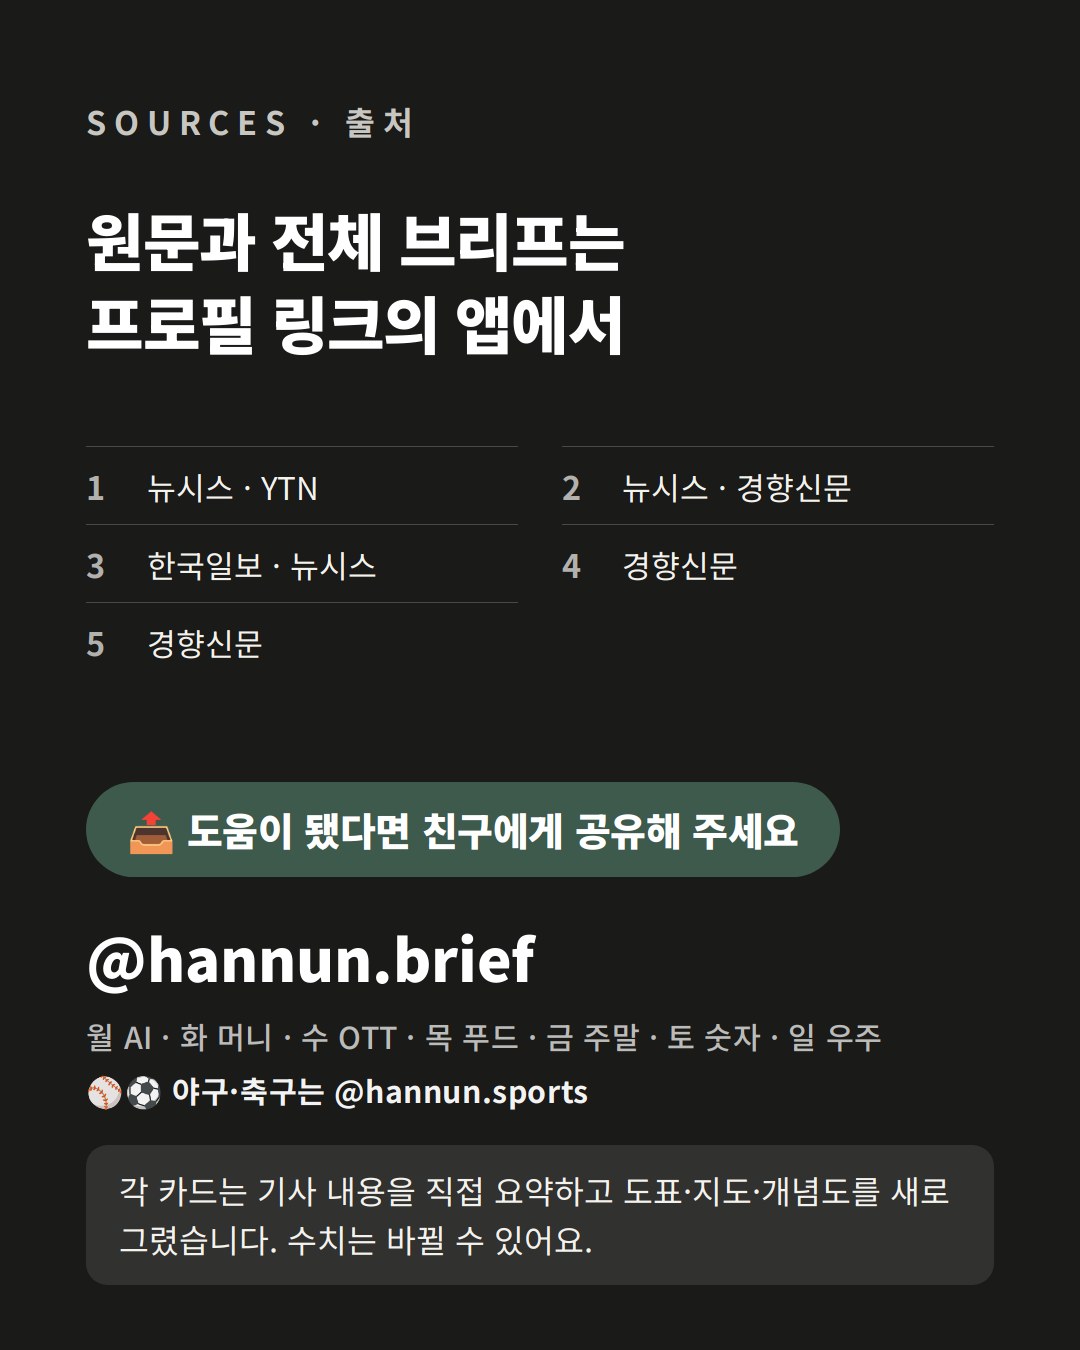 SOURCES · 출처
원문과 전체 브리프는
프로필 링크의 앱에서
1 뉴시스 · YTN
2 뉴시스 · 경향신문
3 한국일보 · 뉴시스
4 경향신문
5 경향신문
📤 도움이 됐다면 친구에게 공유해 주세요
@hannun.brief
월 AI · 화 머니 · 수 OTT · 목 푸드 · 금 주말 · 토 숫자 · 일 우주
⚾⚽ 야구·축구는 @hannun.sports
각 카드는 기사 내용을 직접 요약하고 도표·지도·개념도를 새로
그렸습니다. 수치는 바뀔 수 있어요.